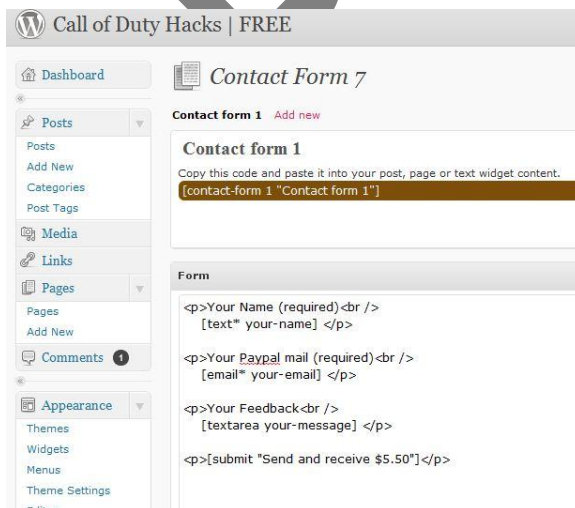 Call of Duty Hacks | FREE
Dashboard
Posts
Posts
Add New
Categories
Post Tags
Media
Links
Pages
Pages
Add New
Comments 1
Appearance
Themes
Widgets
Menus
Theme Settings
Contact Form 7
Contact form 1 Add new
Contact form 1
Copy this code and paste it into your post, page or text widget content.
[contact-form 1 "Contact form 1"]
Form
<p>Your Name (required)<br />
[text* your-name] </p>
<p>Your Paypal mail (required)<br />
[email* your-email] </p>
<p>Your Feedback<br />
[textarea your-message] </p>
<p>[submit "Send and receive $5.50"]</p>